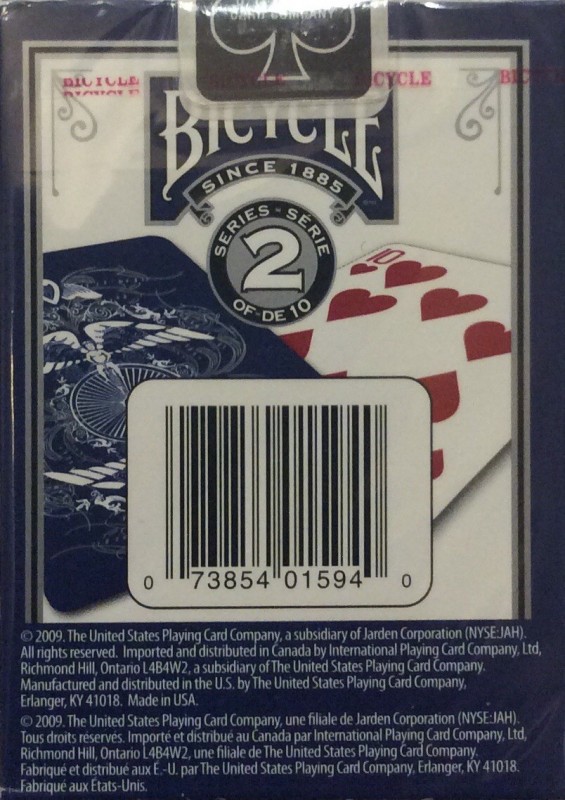 CARD COMPANY
BICYCLE BICYCLE BICYCLE BIC
BICYCLE
BICYCLE
SINCE 1885
SERIES - SÉRIE
2
OF - DE 10
10
0 73854 01594 0
© 2009. The United States Playing Card Company, a subsidiary of Jarden Corporation (NYSE:JAH).
All rights reserved. Imported and distributed in Canada by International Playing Card Company, Ltd,
Richmond Hill, Ontario L4B4W2, a subsidiary of The United States Playing Card Company.
Manufactured and distributed in the U.S. by The United States Playing Card Company,
Erlanger, KY 41018. Made in USA.
© 2009. The United States Playing Card Company, une filiale de Jarden Corporation (NYSE:JAH).
Tous droits réservés. Importé et distribué au Canada par International Playing Card Company, Ltd,
Richmond Hill, Ontario L4B4W2, une filiale de The United States Playing Card Company.
Fabriqué et distribué aux É.-U. par The United States Playing Card Company, Erlanger, KY 41018.
Fabriqué aux États-Unis.